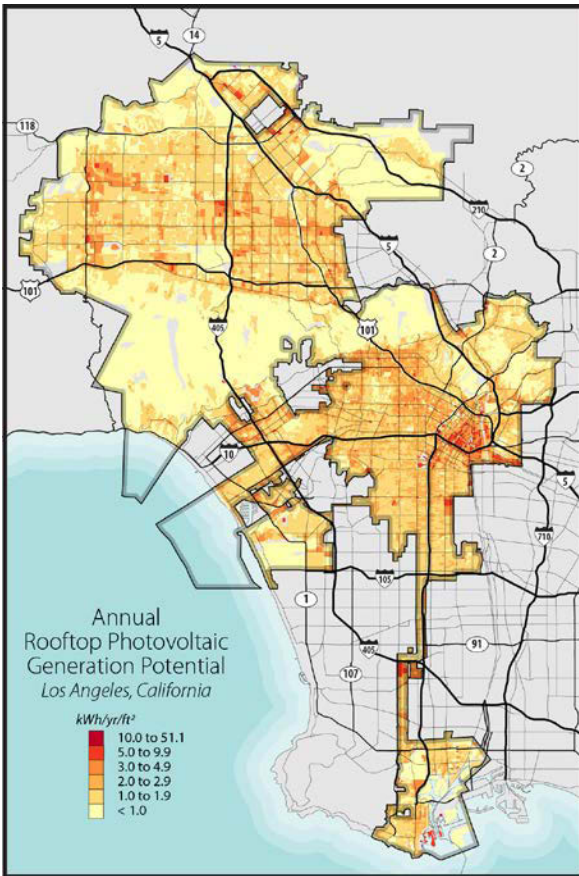 5
14
118
2
210
5
2
101
101
405
10
5
710
105
1
91
405
107
Annual
Rooftop Photovoltaic
Generation Potential
Los Angeles, California
kWh/yr/ft²
10.0 to 51.1
5.0 to 9.9
3.0 to 4.9
2.0 to 2.9
1.0 to 1.9
< 1.0